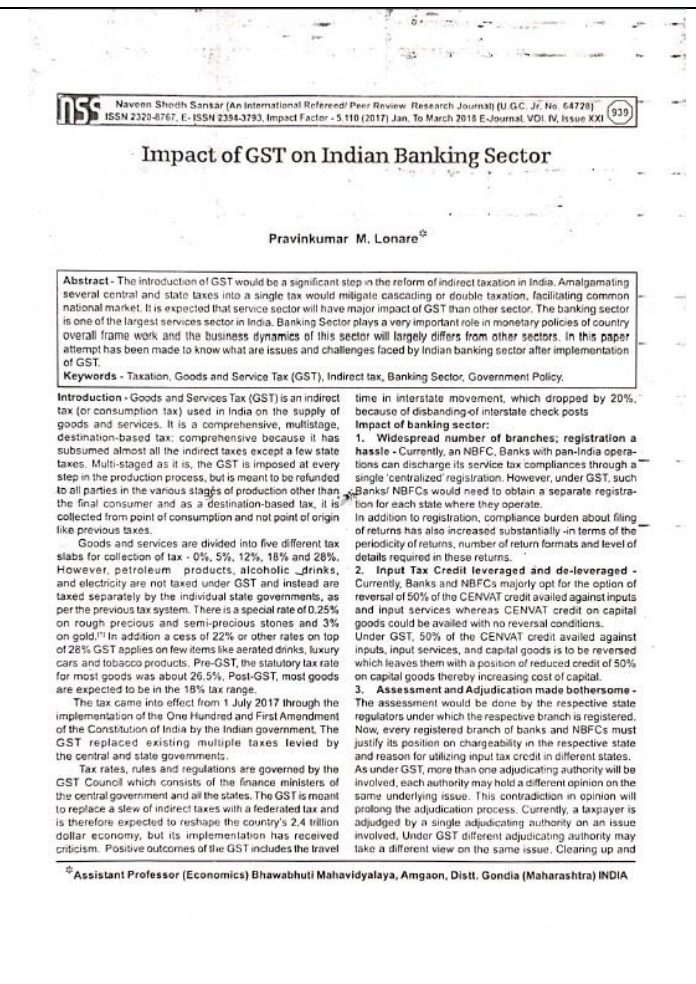 nss
Naveen Shodh Sansar (An International Refereed/ Peer Review Research Journal) (U.G.C. Jr. No. 64728)
ISSN 2320-8767, E- ISSN 2394-3793, Impact Factor - 5.110 (2017) Jan. To March 2018 E-Journal, VOl. IV, Issue XXI
939
Impact of GST on Indian Banking Sector
Pravinkumar M. Lonare*
Abstract - The introduction of GST would be a significant step in the reform of indirect taxation in India. Amalgamating
several central and state taxes into a single tax would mitigate cascading or double taxation, facilitating common
national market. It is expected that service sector will have major impact of GST than other sector. The banking sector
is one of the largest services sector in India. Banking Sector plays a very important role in monetary policies of country
overall frame work and the business dynamics of this sector will largely differs from other sectors. In this paper
attempt has been made to know what are issues and challenges faced by Indian banking sector after implementation
of GST.
Keywords - Taxation, Goods and Service Tax (GST), Indirect tax, Banking Sector, Government Policy.
Introduction - Goods and Services Tax (GST) is an indirect
tax (or consumption tax) used in India on the supply of
goods and services. It is a comprehensive, multistage,
destination-based tax: comprehensive because it has
subsumed almost all the indirect taxes except a few state
taxes. Multi-staged as it is, the GST is imposed at every
step in the production process, but is meant to be refunded
to all parties in the various stages of production other than
the final consumer and as a destination-based tax, it is
collected from point of consumption and not point of origin
like previous taxes.
Goods and services are divided into five different tax
slabs for collection of tax - 0%, 5%, 12%, 18% and 28%.
However, petroleum products, alcoholic drinks,
and electricity are not taxed under GST and instead are
taxed separately by the individual state governments, as
per the previous tax system. There is a special rate of 0.25%
on rough precious and semi-precious stones and 3%
on gold.[1] In addition a cess of 22% or other rates on top
of 28% GST applies on few items like aerated drinks, luxury
cars and tobacco products. Pre-GST, the statutory tax rate
for most goods was about 26.5%, Post-GST, most goods
are expected to be in the 18% tax range.
The tax came into effect from 1 July 2017 through the
implementation of the One Hundred and First Amendment
of the Constitution of India by the Indian government. The
GST replaced existing multiple taxes levied by
the central and state governments.
Tax rates, rules and regulations are governed by the
GST Council which consists of the finance ministers of
the central government and all the states. The GST is meant
to replace a slew of indirect taxes with a federated tax and
is therefore expected to reshape the country's 2.4 trillion
dollar economy, but its implementation has received
criticism. Positive outcomes of the GST includes the travel
time in interstate movement, which dropped by 20%,
because of disbanding of interstate check posts
Impact of banking sector:
1. Widespread number of branches; registration a
hassle - Currently, an NBFC, Banks with pan-India opera-
tions can discharge its service tax compliances through a
single 'centralized' registration. However, under GST, such
Banks/ NBFCs would need to obtain a separate registra-
tion for each state where they operate.
In addition to registration, compliance burden about filing
of returns has also increased substantially -in terms of the
periodicity of returns, number of return formats and level of
details required in these returns.
2. Input Tax Credit leveraged and de-leveraged -
Currently, Banks and NBFCs majorly opt for the option of
reversal of 50% of the CENVAT credit availed against inputs
and input services whereas CENVAT credit on capital
goods could be availed with no reversal conditions.
Under GST, 50% of the CENVAT credit availed against
inputs, input services, and capital goods is to be reversed
which leaves them with a position of reduced credit of 50%
on capital goods thereby increasing cost of capital.
3. Assessment and Adjudication made bothersome -
The assessment would be done by the respective state
regulators under which the respective branch is registered.
Now, every registered branch of banks and NBFCs must
justify its position on chargeability in the respective state
and reason for utilizing input tax credit in different states.
As under GST, more than one adjudicating authority will be
involved, each authority may hold a different opinion on the
same underlying issue. This contradiction in opinion will
prolong the adjudication process. Currently, a taxpayer is
adjudged by a single adjudicating authority on an issue
involved. Under GST different adjudicating authority may
take a different view on the same issue. Clearing up and
*Assistant Professor (Economics) Bhawabhuti Mahavidyalaya, Amgaon, Distt. Gondia (Maharashtra) INDIA